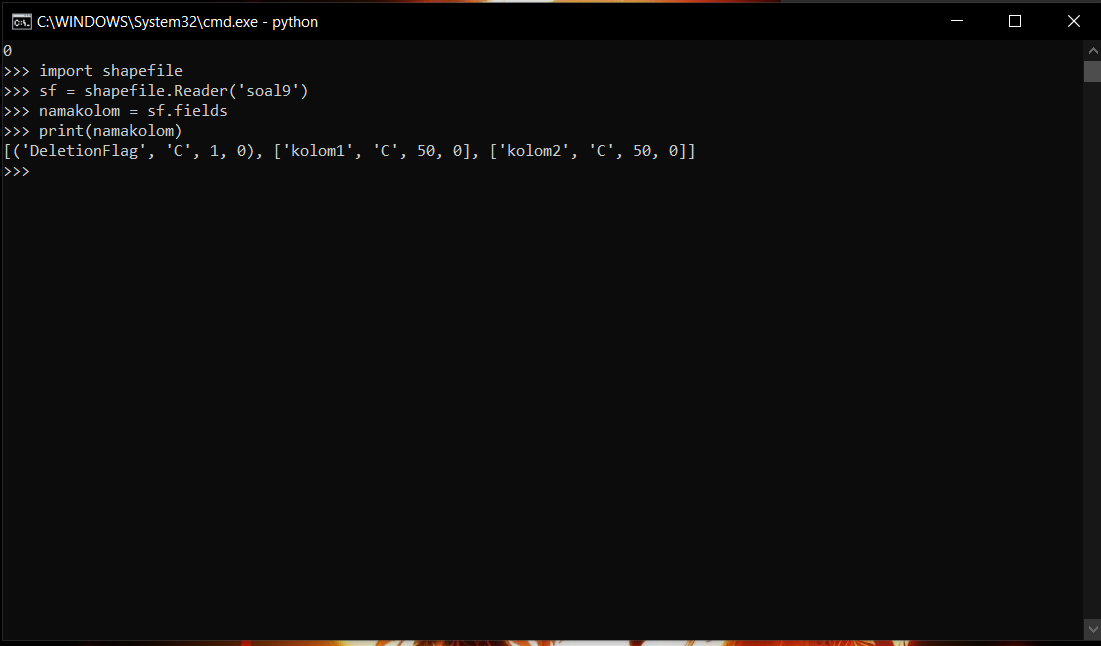 C:\WINDOWS\System32\cmd.exe - python
0
>>> import shapefile
>>> sf = shapefile.Reader('soal9')
>>> namakolom = sf.fields
>>> print(namakolom)
[('DeletionFlag', 'C', 1, 0), ['kolom1', 'C', 50, 0], ['kolom2', 'C', 50, 0]]
>>>